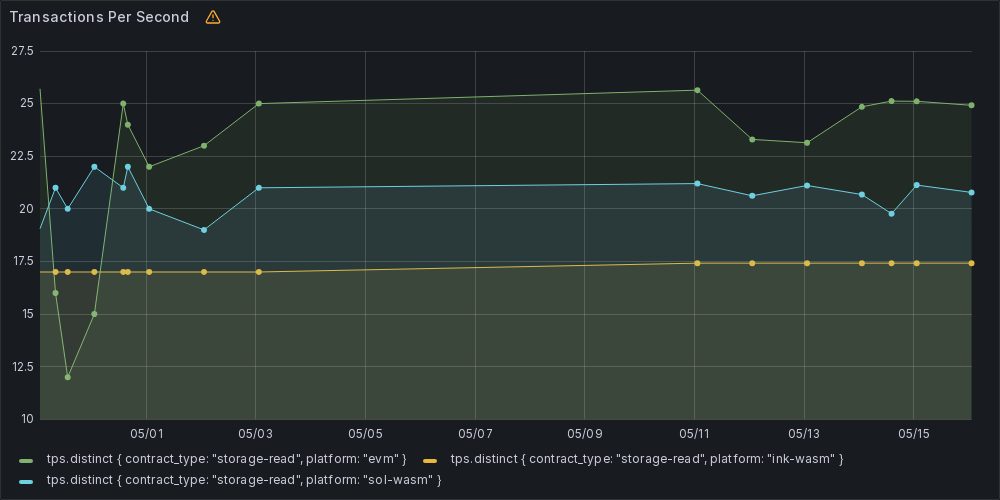 Transactions Per Second
27.5
25
22.5
20
17.5
15
12.5
10
05/01 05/03 05/05 05/07 05/09 05/11 05/13 05/15
tps.distinct { contract_type: "storage-read", platform: "evm" } tps.distinct { contract_type: "storage-read", platform: "ink-wasm" }
tps.distinct { contract_type: "storage-read", platform: "sol-wasm" }